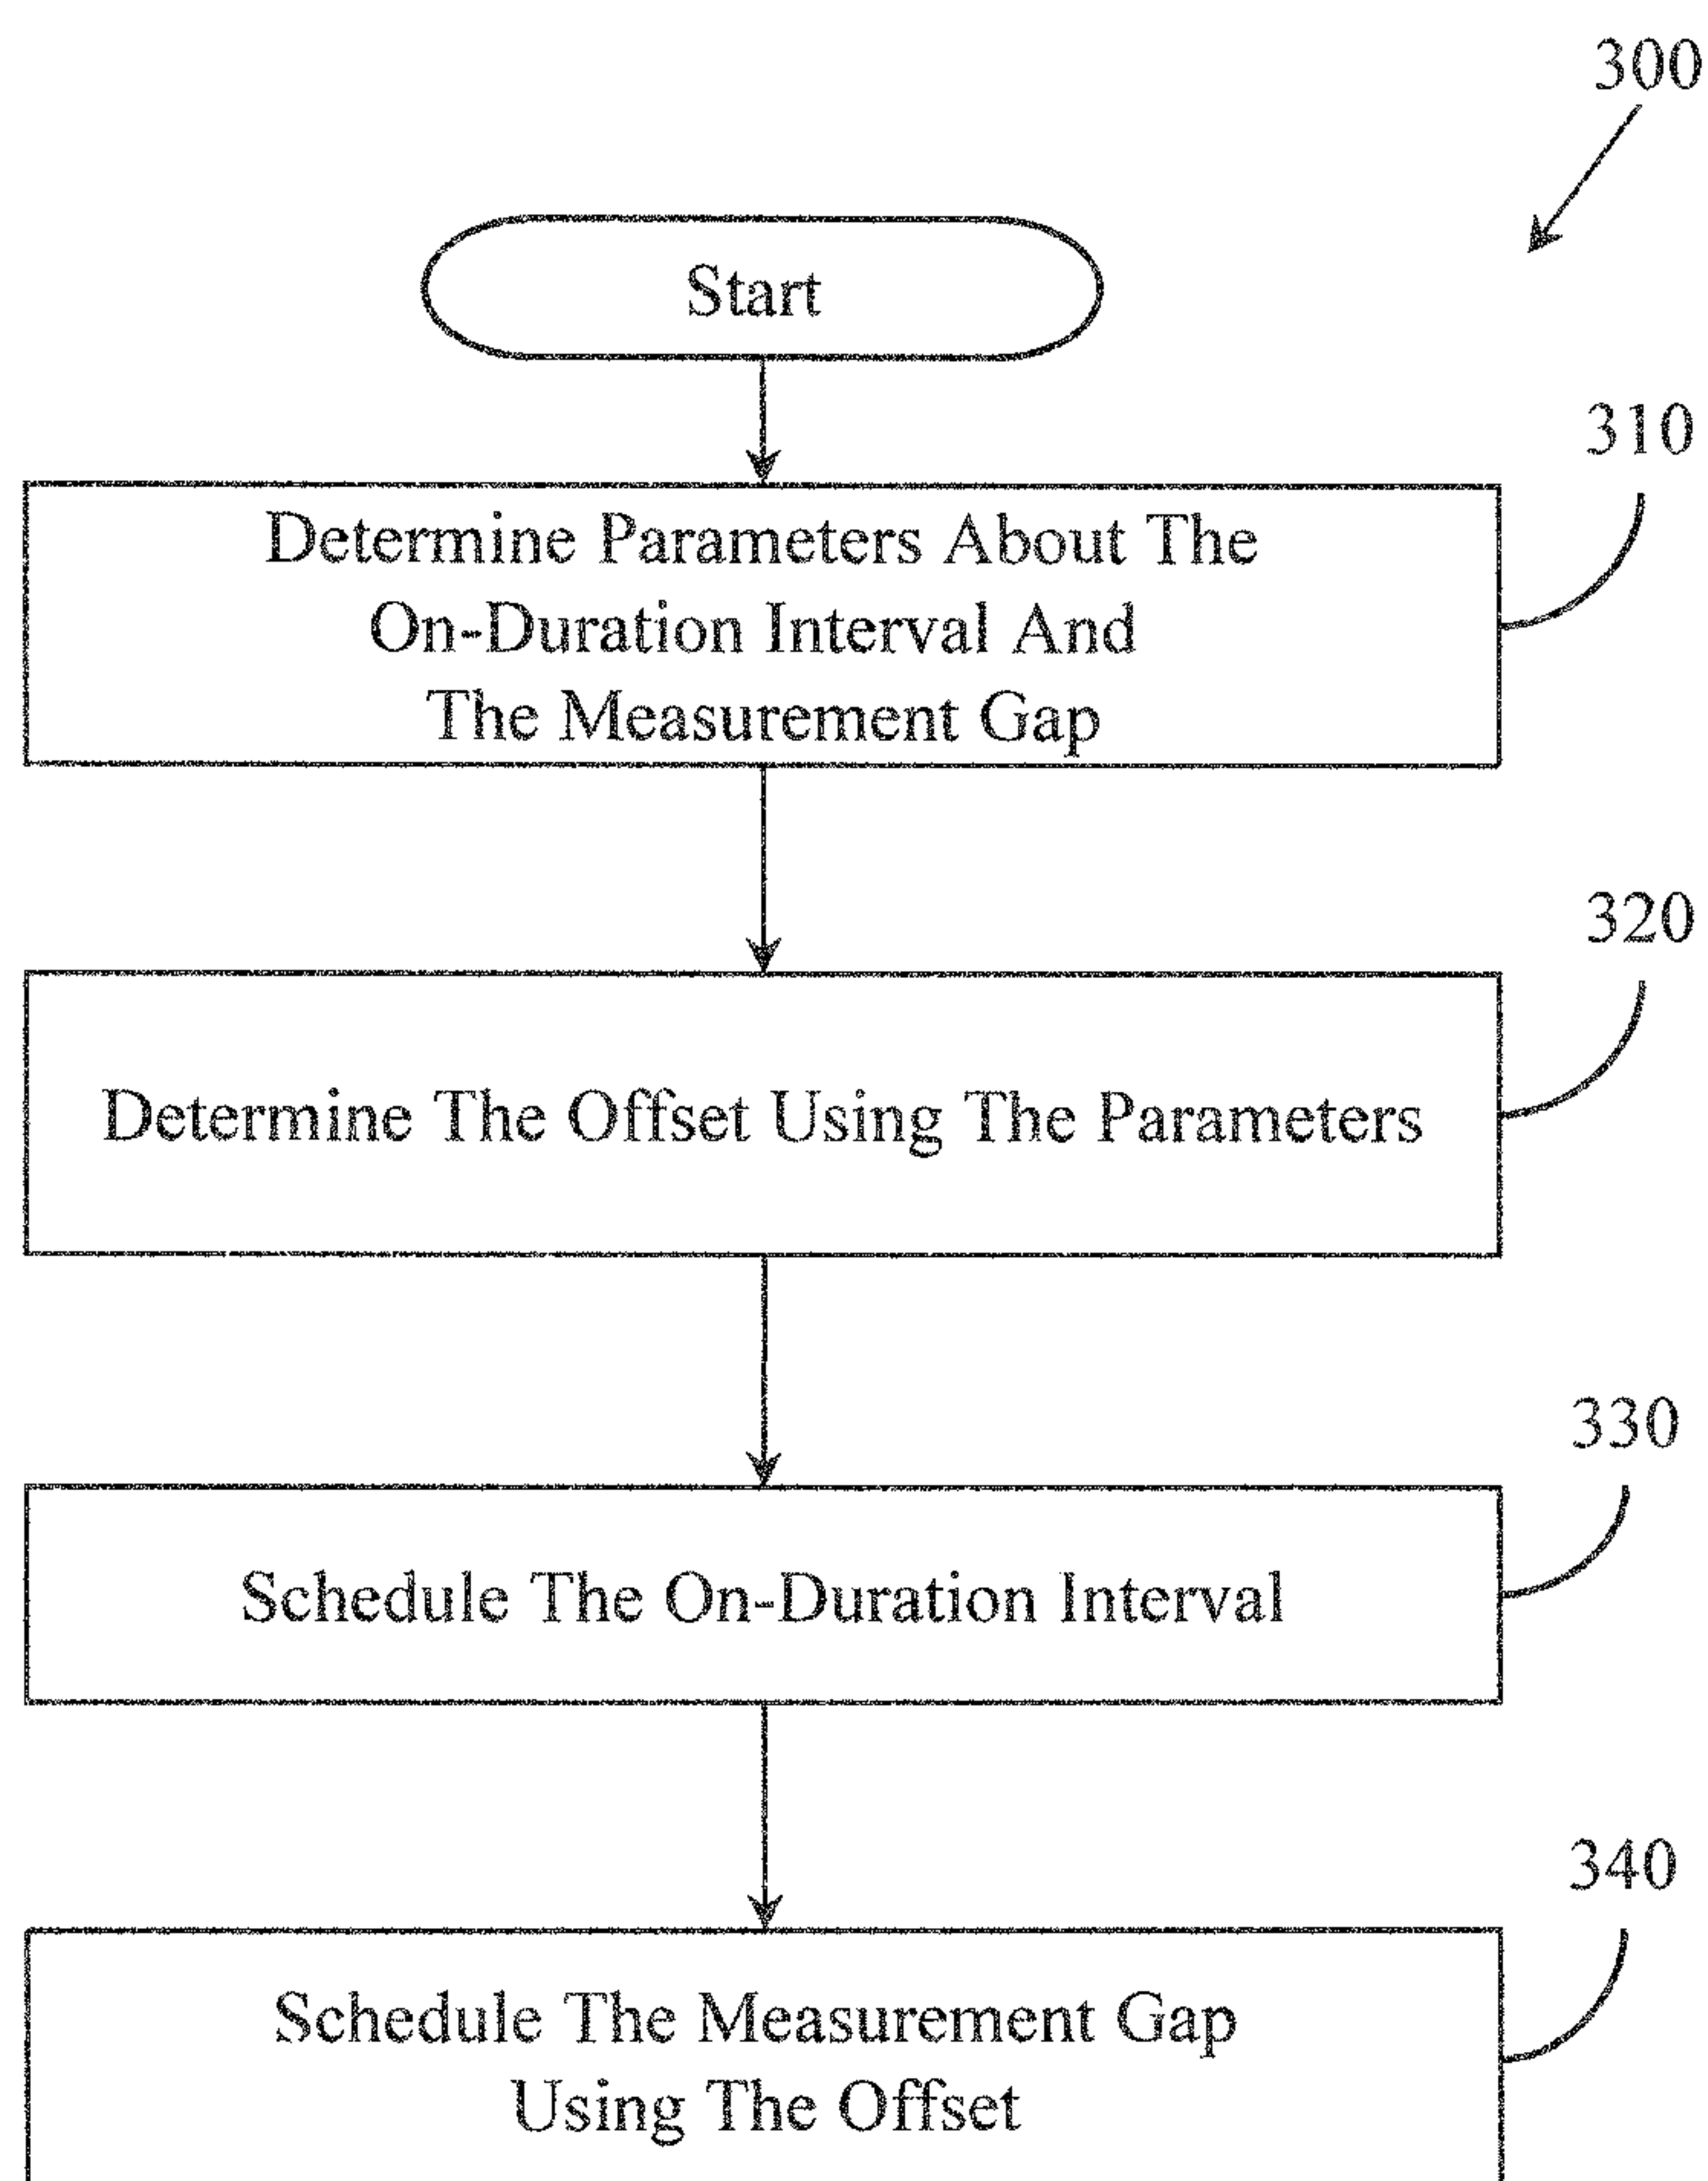 300
Start
310
Determine Parameters About The
On-Duration Interval And
The Measurement Gap
320
Determine The Offset Using The Parameters
330
Schedule The On-Duration Interval
340
Schedule The Measurement Gap
Using The Offset